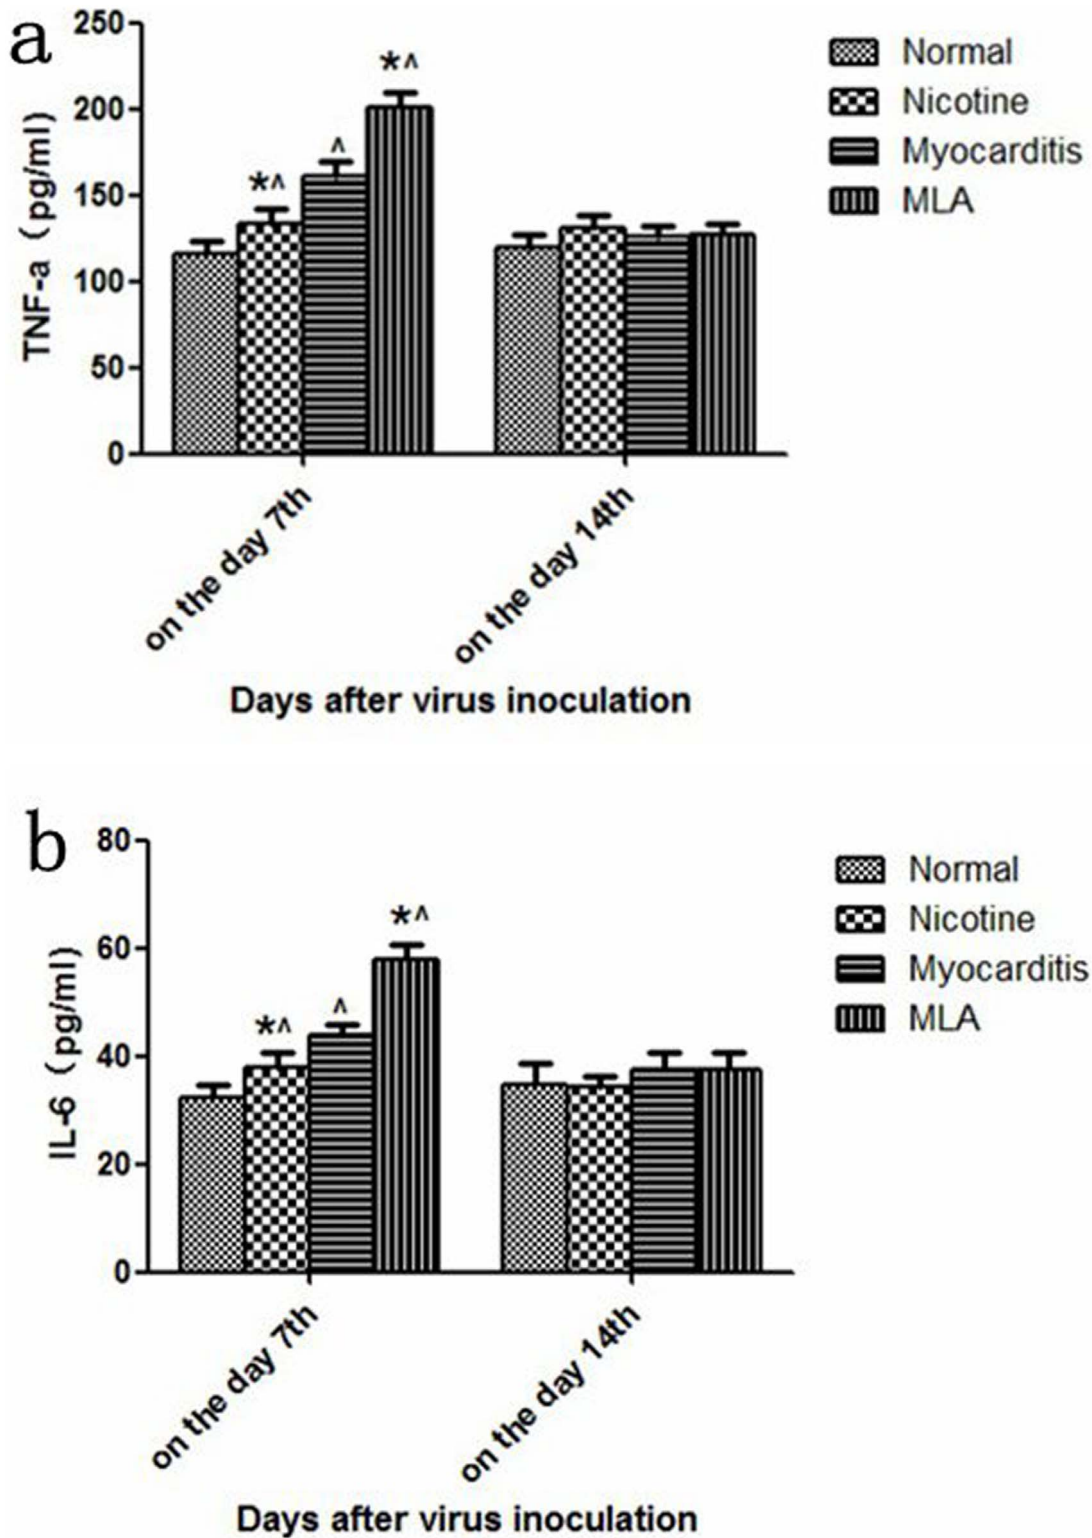 a
TNF-a (pg/ml)
250
200
150
100
50
0
*^
^
*^
on the day 7th
on the day 14th
Days after virus inoculation
Normal
Nicotine
Myocarditis
MLA
b
IL-6 (pg/ml)
80
60
40
20
0
*^
^
*^
on the day 7th
on the day 14th
Days after virus inoculation
Normal
Nicotine
Myocarditis
MLA